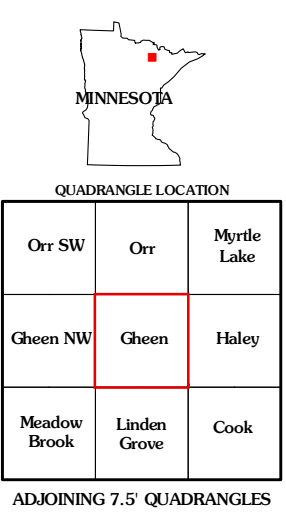 MINNESOTA
QUADRANGLE LOCATION
Orr SW
Orr
Myrtle
Lake
Gheen NW
Gheen
Haley
Meadow
Brook
Linden
Grove
Cook
ADJOINING 7.5' QUADRANGLES